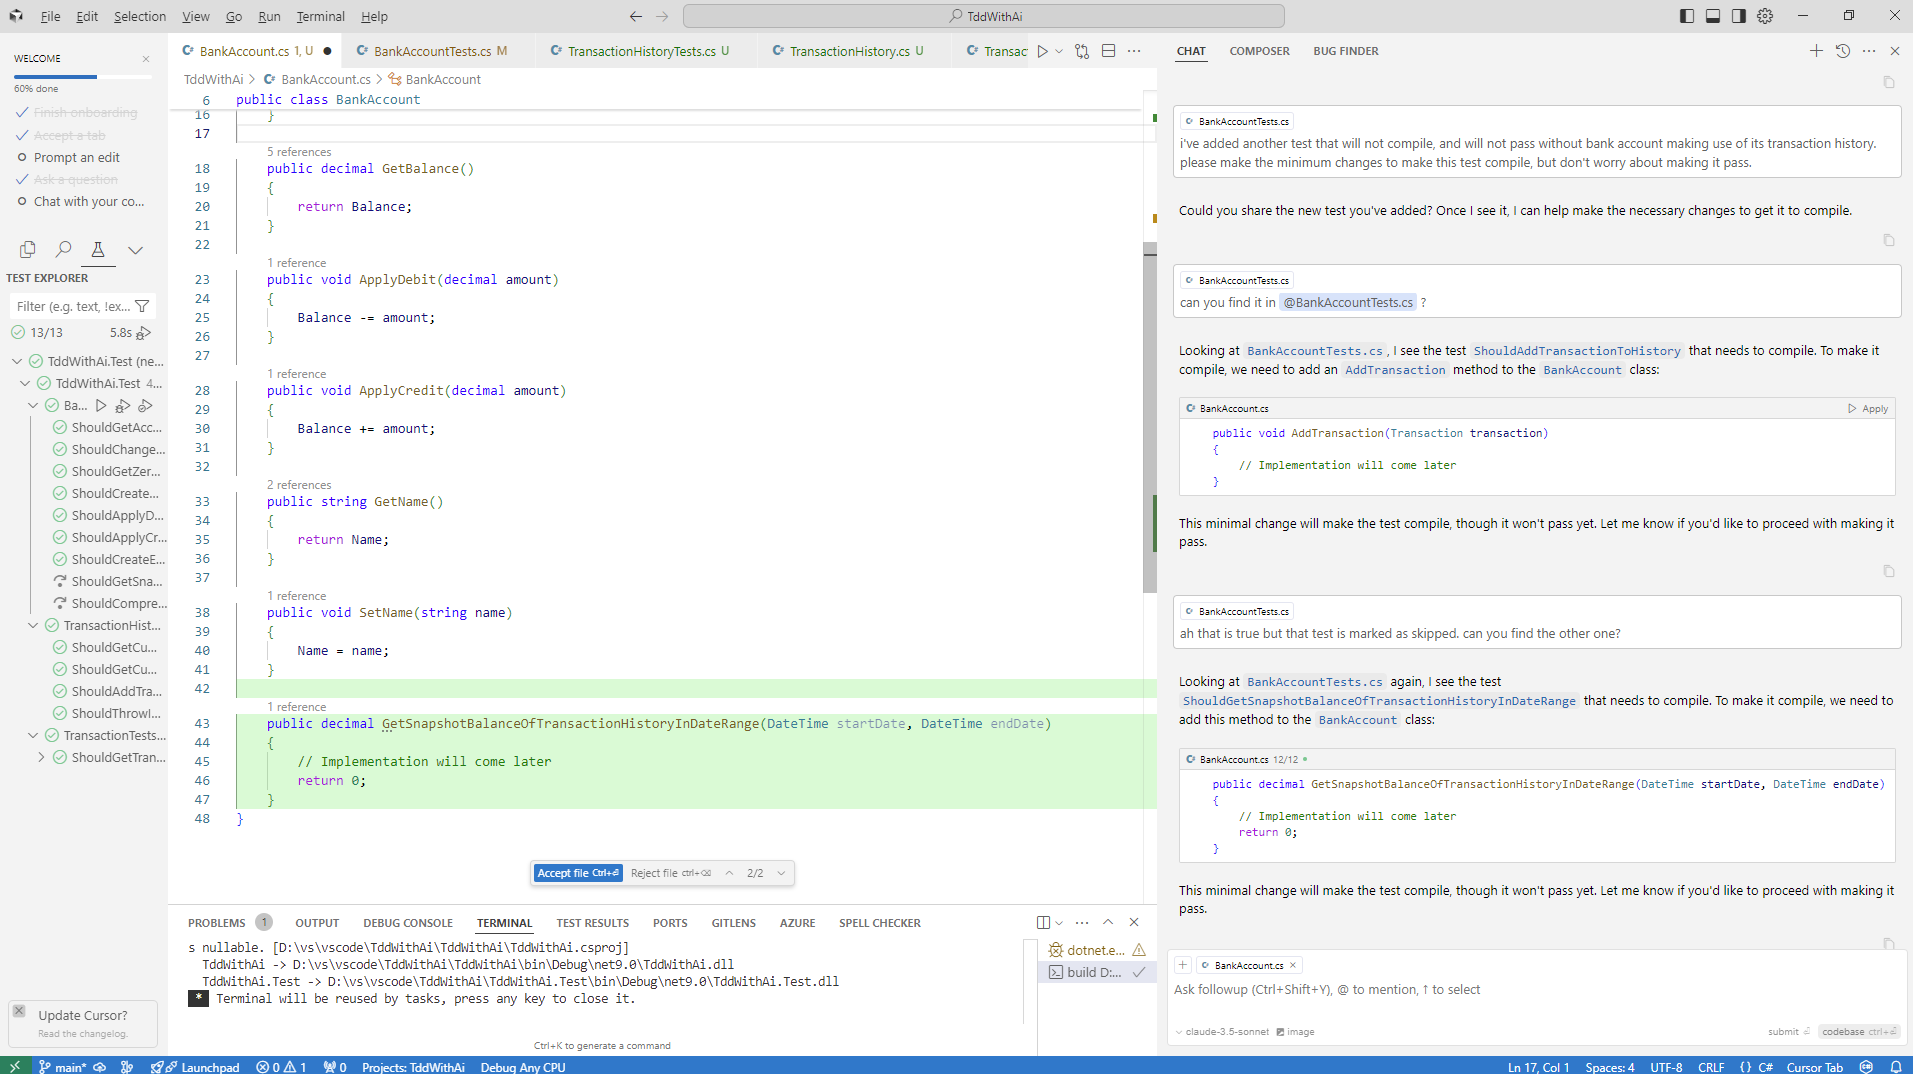 File Edit Selection View Go Run Terminal Help
TddWithAi
WELCOME
60% done
Finish onboarding
Accept a tab
Prompt an edit
Ask a question
Chat with your co...
TEST EXPLORER
Filter (e.g. text, !ex...
13/13 5.8s
TddWithAi.Test (ne...
TddWithAi.Test 4...
Ba...
ShouldGetAcc...
ShouldChange...
ShouldGetZer...
ShouldCreate...
ShouldApplyD...
ShouldApplyCr...
ShouldCreateE...
ShouldGetSna...
ShouldCompre...
TransactionHist...
ShouldGetCu...
ShouldGetCu...
ShouldAddTra...
ShouldThrowI...
TransactionTests...
ShouldGetTran...
Update Cursor?
Read the changelog.
BankAccount.cs 1, U BankAccountTests.cs M TransactionHistoryTests.cs U TransactionHistory.cs U Transac
TddWithAi > BankAccount.cs > BankAccount
6 public class BankAccount
16 }
17
5 references
18 public decimal GetBalance()
19 {
20 return Balance;
21 }
22
1 reference
23 public void ApplyDebit(decimal amount)
24 {
25 Balance -= amount;
26 }
27
1 reference
28 public void ApplyCredit(decimal amount)
29 {
30 Balance += amount;
31 }
32
2 references
33 public string GetName()
34 {
35 return Name;
36 }
37
1 reference
38 public void SetName(string name)
39 {
40 Name = name;
41 }
42
1 reference
43 public decimal GetSnapshotBalanceOfTransactionHistoryInDateRange(DateTime startDate, DateTime endDate)
44 {
45 // Implementation will come later
46 return 0;
47 }
48 }
Accept file Ctrl+⏎ Reject file ctrl+⌫ 2/2
PROBLEMS 1 OUTPUT DEBUG CONSOLE TERMINAL TEST RESULTS PORTS GITLENS AZURE SPELL CHECKER
s nullable. [D:\vs\vscode\TddWithAi\TddWithAi\TddWithAi.csproj]
TddWithAi -> D:\vs\vscode\TddWithAi\TddWithAi\bin\Debug\net9.0\TddWithAi.dll
TddWithAi.Test -> D:\vs\vscode\TddWithAi\TddWithAi.Test\bin\Debug\net9.0\TddWithAi.Test.dll
* Terminal will be reused by tasks, press any key to close it.
dotnet.e...
build D:...
Ctrl+K to generate a command
CHAT COMPOSER BUG FINDER
BankAccountTests.cs
i've added another test that will not compile, and will not pass without bank account making use of its transaction history.
please make the minimum changes to make this test compile, but don't worry about making it pass.
Could you share the new test you've added? Once I see it, I can help make the necessary changes to get it to compile.
BankAccountTests.cs
can you find it in @BankAccountTests.cs ?
Looking at BankAccountTests.cs, I see the test ShouldAddTransactionToHistory that needs to compile. To make it
compile, we need to add an AddTransaction method to the BankAccount class:
BankAccount.cs Apply
public void AddTransaction(Transaction transaction)
{
// Implementation will come later
}
This minimal change will make the test compile, though it won't pass yet. Let me know if you'd like to proceed with making it
pass.
BankAccountTests.cs
ah that is true but that test is marked as skipped. can you find the other one?
Looking at BankAccountTests.cs again, I see the test
ShouldGetSnapshotBalanceOfTransactionHistoryInDateRange that needs to compile. To make it compile, we need to
add this method to the BankAccount class:
BankAccount.cs 12/12
public decimal GetSnapshotBalanceOfTransactionHistoryInDateRange(DateTime startDate, DateTime endDate)
{
// Implementation will come later
return 0;
}
This minimal change will make the test compile, though it won't pass yet. Let me know if you'd like to proceed with making it
pass.
+ BankAccount.cs ×
Ask followup (Ctrl+Shift+Y), @ to mention, ↑ to select
claude-3.5-sonnet image submit ⏎ codebase ctrl+⏎
main* Launchpad 0 1 0 Projects: TddWithAi Debug Any CPU Ln 17, Col 1 Spaces: 4 UTF-8 CRLF {} C# Cursor Tab